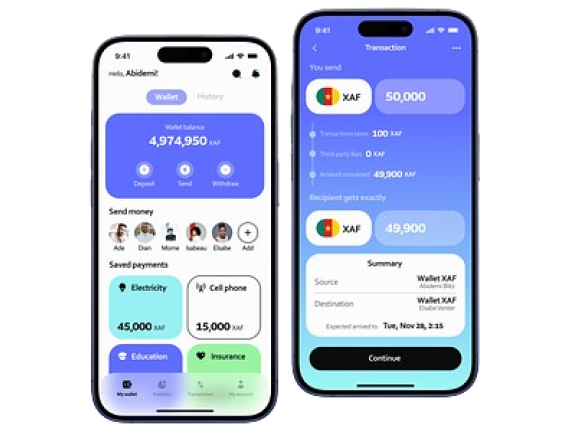 9:41
Hello, Abidemi!
Wallet History
Wallet balance
4,974,950 XAF
Deposit Send Withdraw
Send money
Ade Dian Morne Isabeau Elsabe Add
Saved payments
Electricity Cell phone
45,000 XAF 15,000 XAF
Education Insurance
My wallet Statistics Transactions My account
9:41
Transaction
You send
XAF 50,000
Transactions taxes 100 XAF
Third-party fees 0 XAF
Amount converted 49,900 XAF
Recipient gets exactly
XAF 49,900
Summary
Source Wallet XAF
Abidemi Blity
Destination Wallet XAF
Elsabe Venter
Expected arrived to Tue, Nov 28, 2:15
Continue